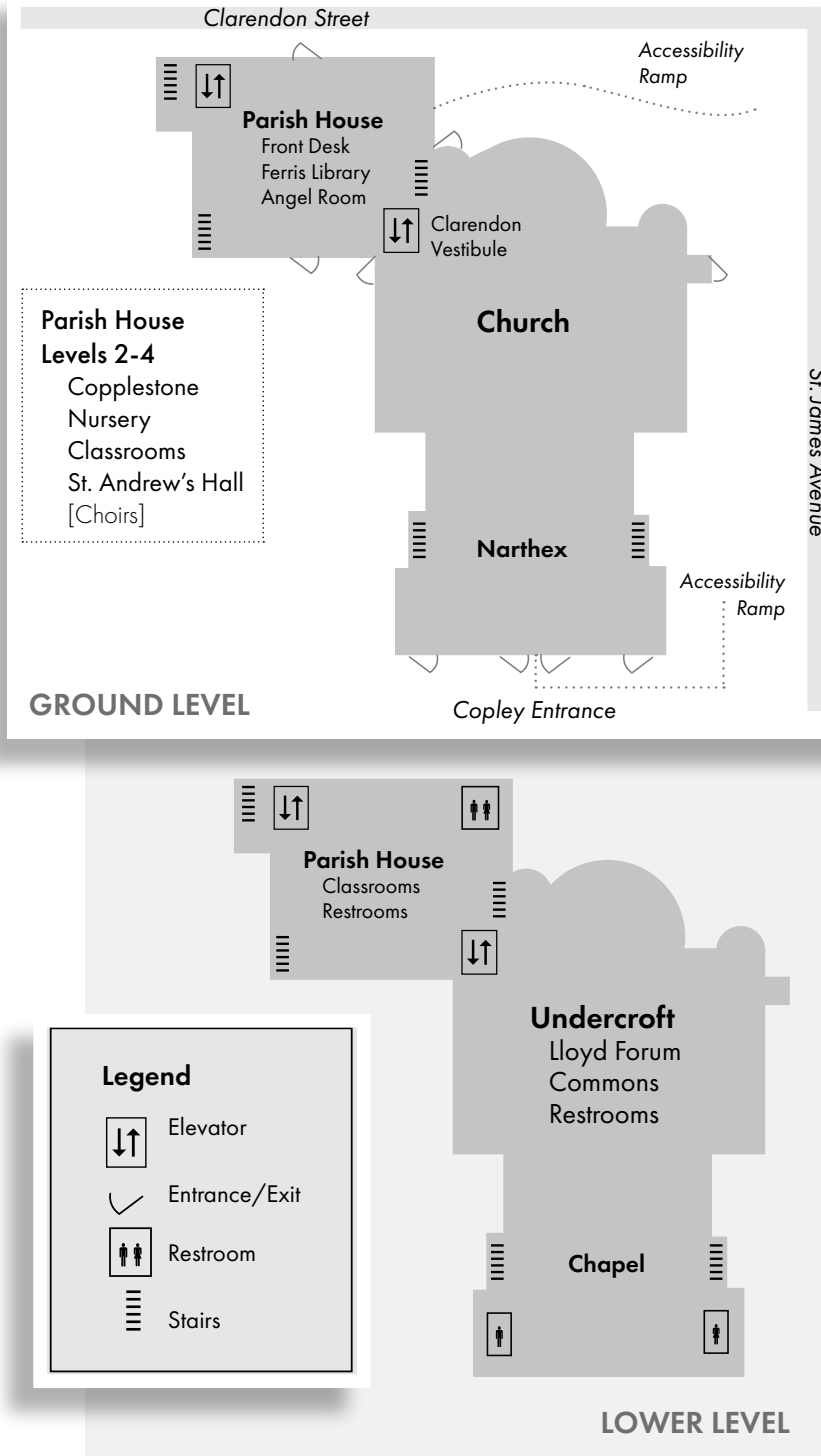 Clarendon Street
Accessibility
Ramp
Parish House
Front Desk
Ferris Library
Angel Room
Clarendon
Vestibule
Parish House
Levels 2-4
Copplestone
Nursery
Classrooms
St. Andrew’s Hall
[Choirs]
Church
St. James Avenue
Narthex
Accessibility
Ramp
GROUND LEVEL
Copley Entrance
Parish House
Classrooms
Restrooms
Undercroft
Lloyd Forum
Commons
Restrooms
Legend
Elevator
Entrance/Exit
Restroom
Stairs
Chapel
LOWER LEVEL